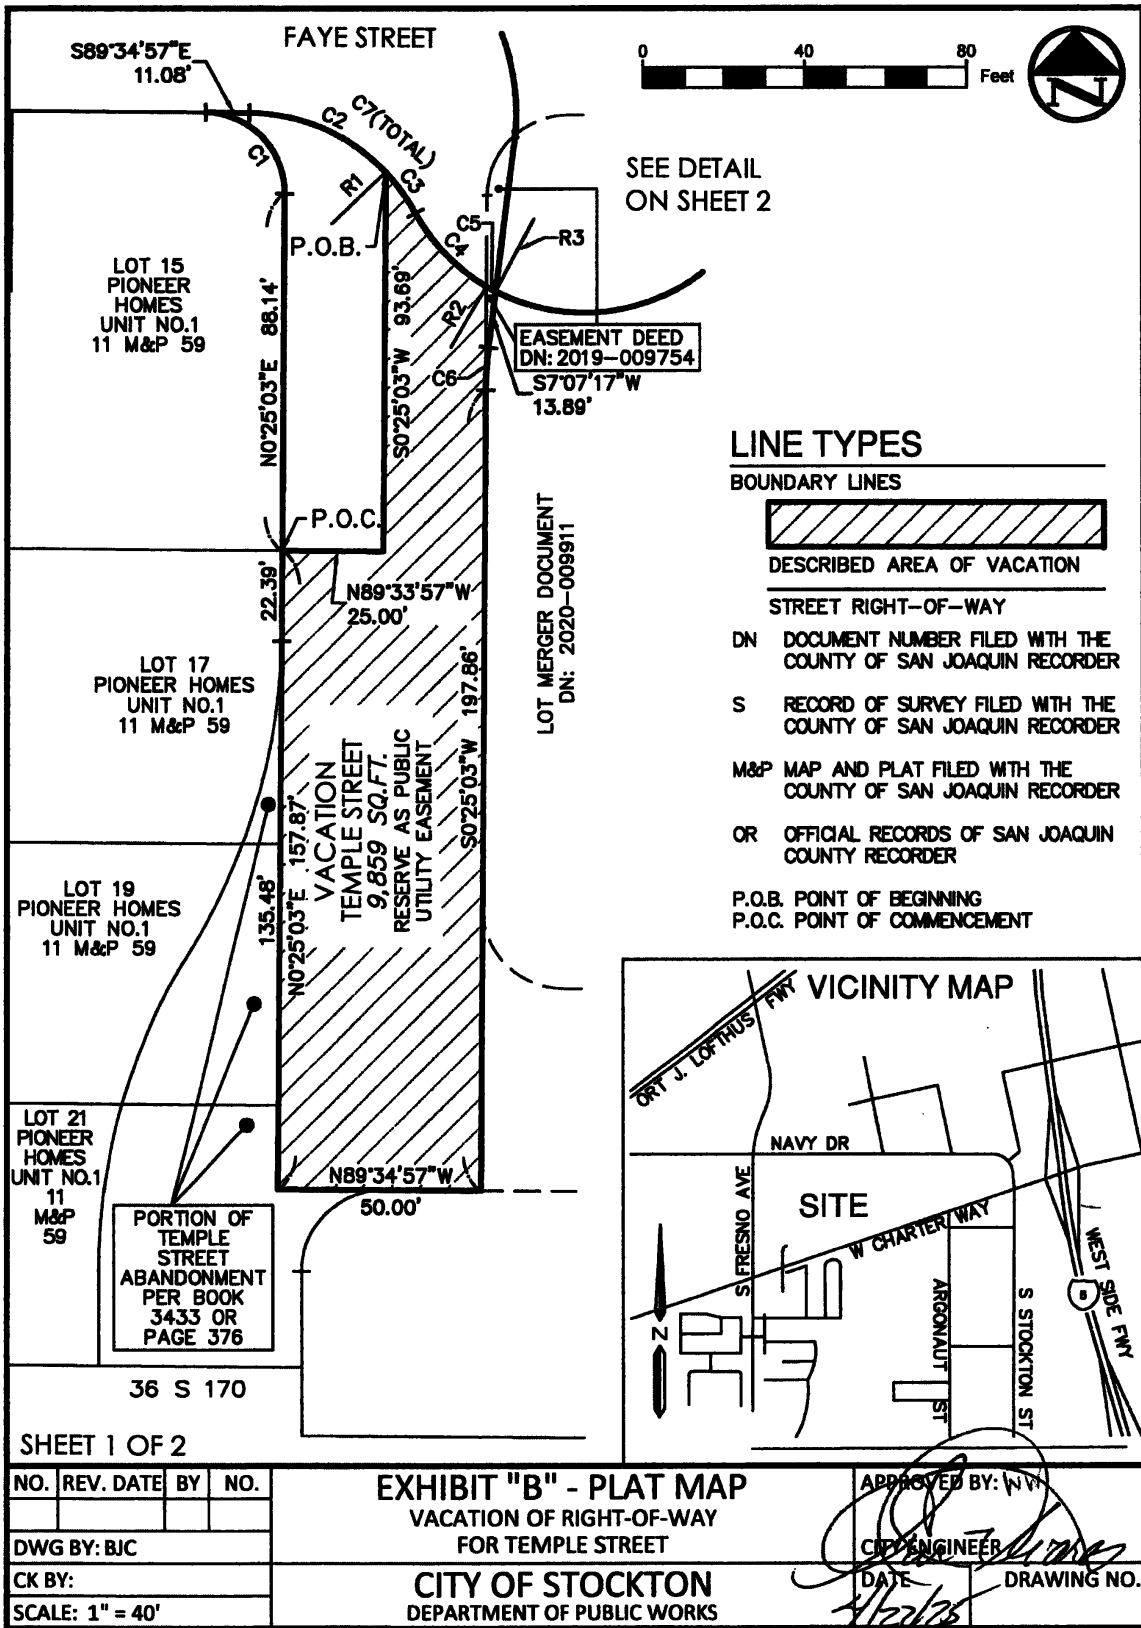 FAYE STREET
S89°34'57"E
11.08'
0 40 80
Feet
N
C1
C2
C7(TOTAL)
C3
R1
P.O.B.
C4
C5
R3
R2
C6
SEE DETAIL
ON SHEET 2
EASEMENT DEED
DN: 2019-009754
S7°07'17"W
13.89'
LOT 15
PIONEER
HOMES
UNIT NO.1
11 M&P 59
N0°25'03"E 88.14'
S0°25'03"W 93.69'
P.O.C.
N89°33'57"W
25.00'
22.39'
LOT 17
PIONEER HOMES
UNIT NO.1
11 M&P 59
LOT MERGER DOCUMENT
DN: 2020-009911
S0°25'03"W 197.86'
VACATION
TEMPLE STREET
9,859 SQ.FT.
RESERVE AS PUBLIC
UTILITY EASEMENT
N0°25'03"E 157.87'
135.48'
LOT 19
PIONEER HOMES
UNIT NO.1
11 M&P 59
LOT 21
PIONEER
HOMES
UNIT NO.1
11
M&P
59
N89°34'57"W
50.00'
PORTION OF
TEMPLE
STREET
ABANDONMENT
PER BOOK
3433 OR
PAGE 376
36 S 170
SHEET 1 OF 2
LINE TYPES
BOUNDARY LINES
DESCRIBED AREA OF VACATION
STREET RIGHT-OF-WAY
DN DOCUMENT NUMBER FILED WITH THE
COUNTY OF SAN JOAQUIN RECORDER
S RECORD OF SURVEY FILED WITH THE
COUNTY OF SAN JOAQUIN RECORDER
M&P MAP AND PLAT FILED WITH THE
COUNTY OF SAN JOAQUIN RECORDER
OR OFFICIAL RECORDS OF SAN JOAQUIN
COUNTY RECORDER
P.O.B. POINT OF BEGINNING
P.O.C. POINT OF COMMENCEMENT
VICINITY MAP
ORT J. LOFTHUS FWY
NAVY DR
S FRESNO AVE
SITE
W CHARTER WAY
ARGONAUT ST
S STOCKTON ST
WEST SIDE FWY
5
N
NO. REV. DATE BY NO.
DWG BY: BJC
CK BY:
SCALE: 1" = 40'
EXHIBIT "B" - PLAT MAP
VACATION OF RIGHT-OF-WAY
FOR TEMPLE STREET
CITY OF STOCKTON
DEPARTMENT OF PUBLIC WORKS
APPROVED BY: WW
CITY ENGINEER
DATE
4/22/25
DRAWING NO.